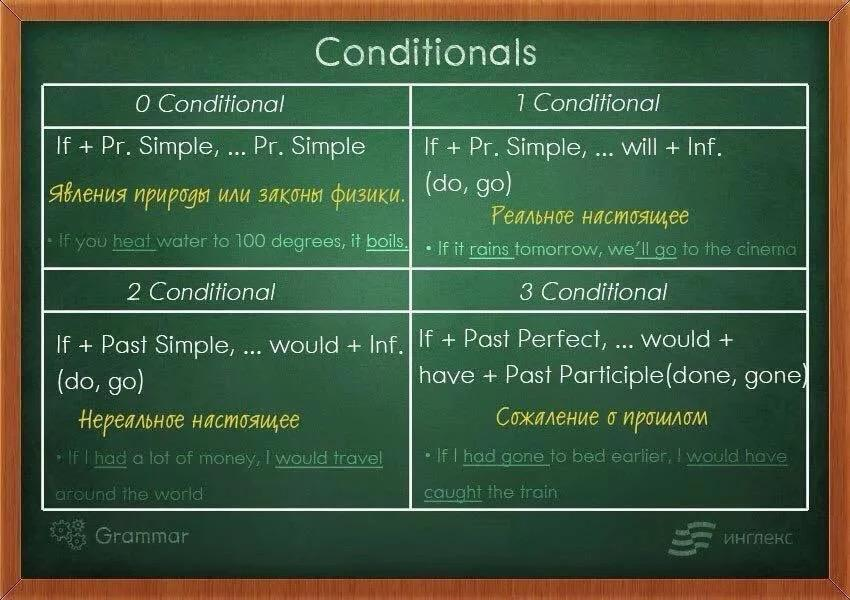 Conditionals
0 Conditional
If + Pr. Simple, ... Pr. Simple
Явления природы или законы физики.
• If you heat water to 100 degrees, it boils.
1 Conditional
If + Pr. Simple, ... will + Inf.
(do, go)
Реальное настоящее
• If it rains tomorrow, we'll go to the cinema
2 Conditional
If + Past Simple, ... would + Inf.
(do, go)
Нереальное настоящее
• If I had a lot of money, I would travel
around the world
3 Conditional
If + Past Perfect, ... would +
have + Past Participle(done, gone)
Сожаление о прошлом
• If I had gone to bed earlier, I would have
caught the train
Grammar
инглекс